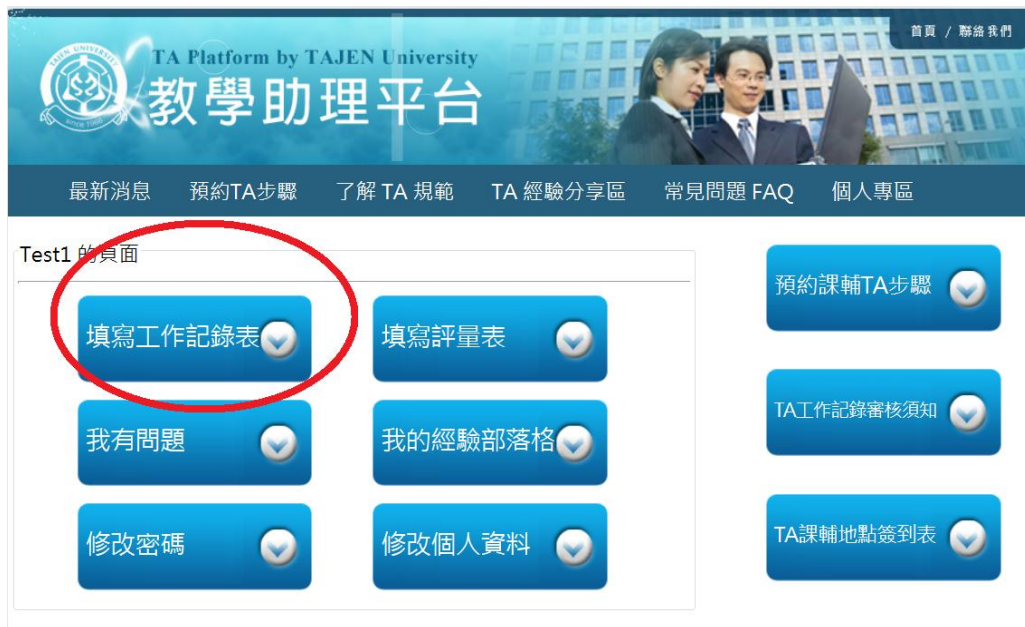 首頁 / 聯絡我們
TAJEN UNIVERSITY
SINCE 1966
TA Platform by TAJEN University
教學助理平台
最新消息 預約TA步驟 了解 TA 規範 TA 經驗分享區 常見問題 FAQ 個人專區
Test1 的頁面
填寫工作記錄表 填寫評量表
我有問題 我的經驗部落格
修改密碼 修改個人資料
預約課輔TA步驟
TA工作記錄審核須知
TA課輔地點簽到表